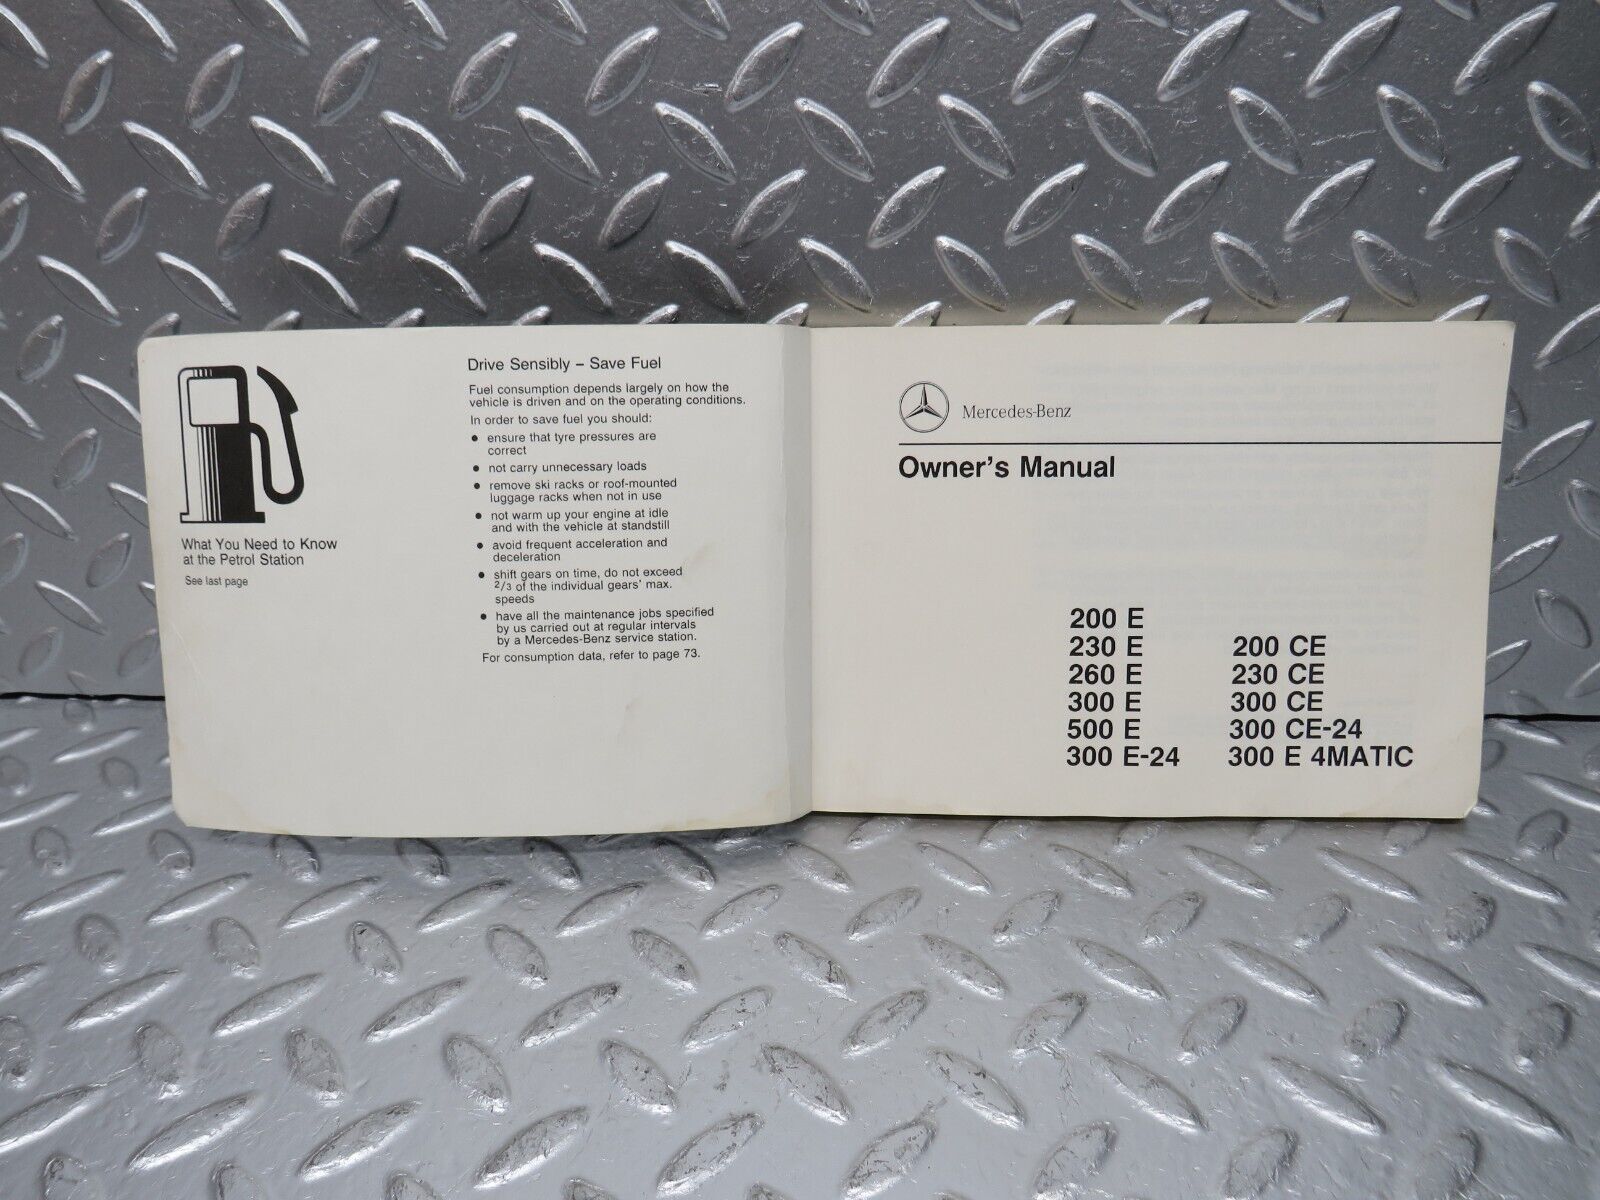 What You Need to Know
at the Petrol Station
See last page
Drive Sensibly – Save Fuel
Fuel consumption depends largely on how the
vehicle is driven and on the operating conditions.
In order to save fuel you should:
● ensure that tyre pressures are
correct
● not carry unnecessary loads
● remove ski racks or roof-mounted
luggage racks when not in use
● not warm up your engine at idle
and with the vehicle at standstill
● avoid frequent acceleration and
deceleration
● shift gears on time, do not exceed
2/3 of the individual gears' max.
speeds
● have all the maintenance jobs specified
by us carried out at regular intervals
by a Mercedes-Benz service station.
For consumption data, refer to page 73.
Mercedes-Benz
Owner's Manual
200 E
230 E 200 CE
260 E 230 CE
300 E 300 CE
500 E 300 CE-24
300 E-24 300 E 4MATIC